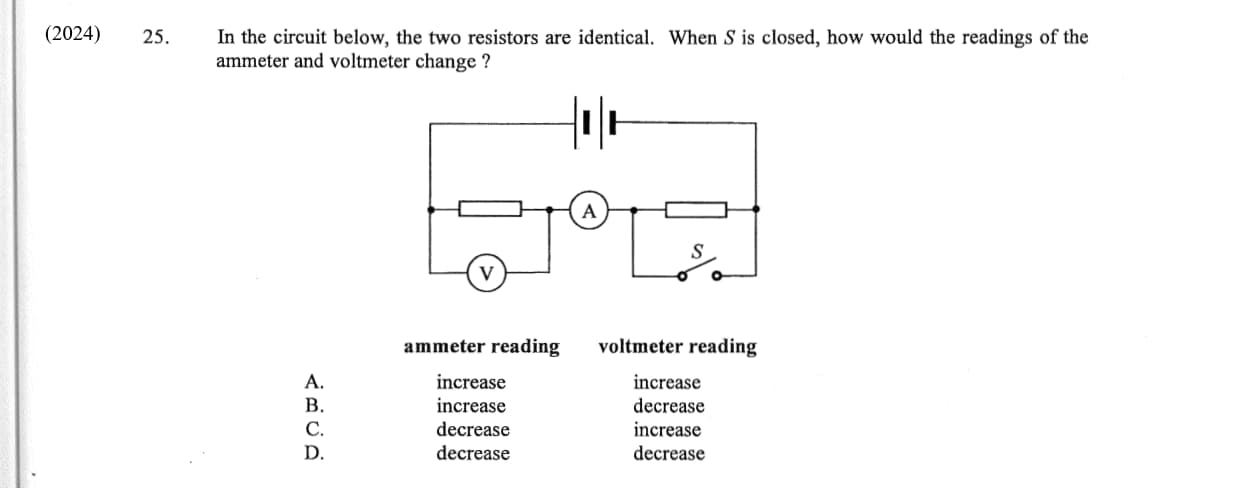 (2024) 25. In the circuit below, the two resistors are identical. When S is closed, how would the readings of the
ammeter and voltmeter change ?
A
S
V
ammeter reading voltmeter reading
A. increase increase
B. increase decrease
C. decrease increase
D. decrease decrease